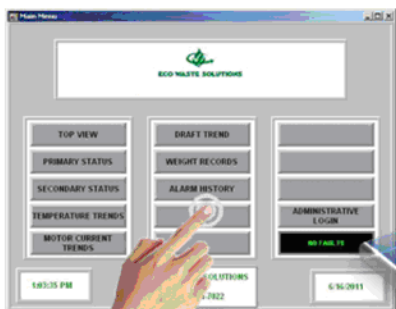 Main Menu
ECO WASTE SOLUTIONS
TOP VIEW
DRAFT TREND
PRIMARY STATUS
WEIGHT RECORDS
SECONDARY STATUS
ALARM HISTORY
TEMPERATURE TRENDS
ADMINISTRATIVE
LOGIN
MOTOR CURRENT
TRENDS
NO FAULTS
1:03:35 PM
SOLUTIONS
-7022
6/16/2011